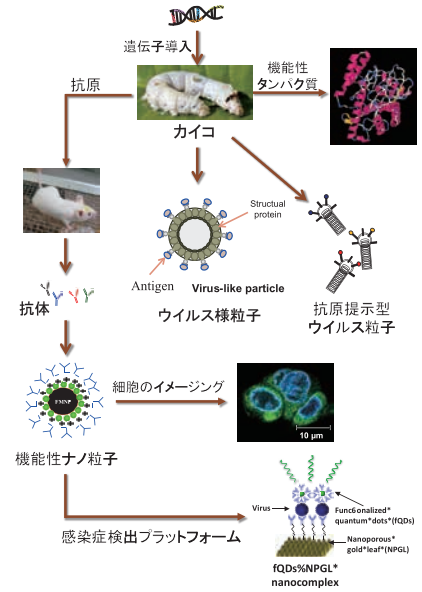 遺伝子導入
抗原
機能性
タンパク質
カイコ
Structual
protein
Antigen
Virus-like particle
ウイルス様粒子
抗原提示型
ウイルス粒子
抗体
FMNP
細胞のイメージング
10 μm
機能性ナノ粒子
Virus
Func6onalized*
quantum*dots*(fQDs)
Nanoporous*
gold*leaf*(NPGL)
感染症検出プラットフォーム
fQDs%NPGL*
nanocomplex